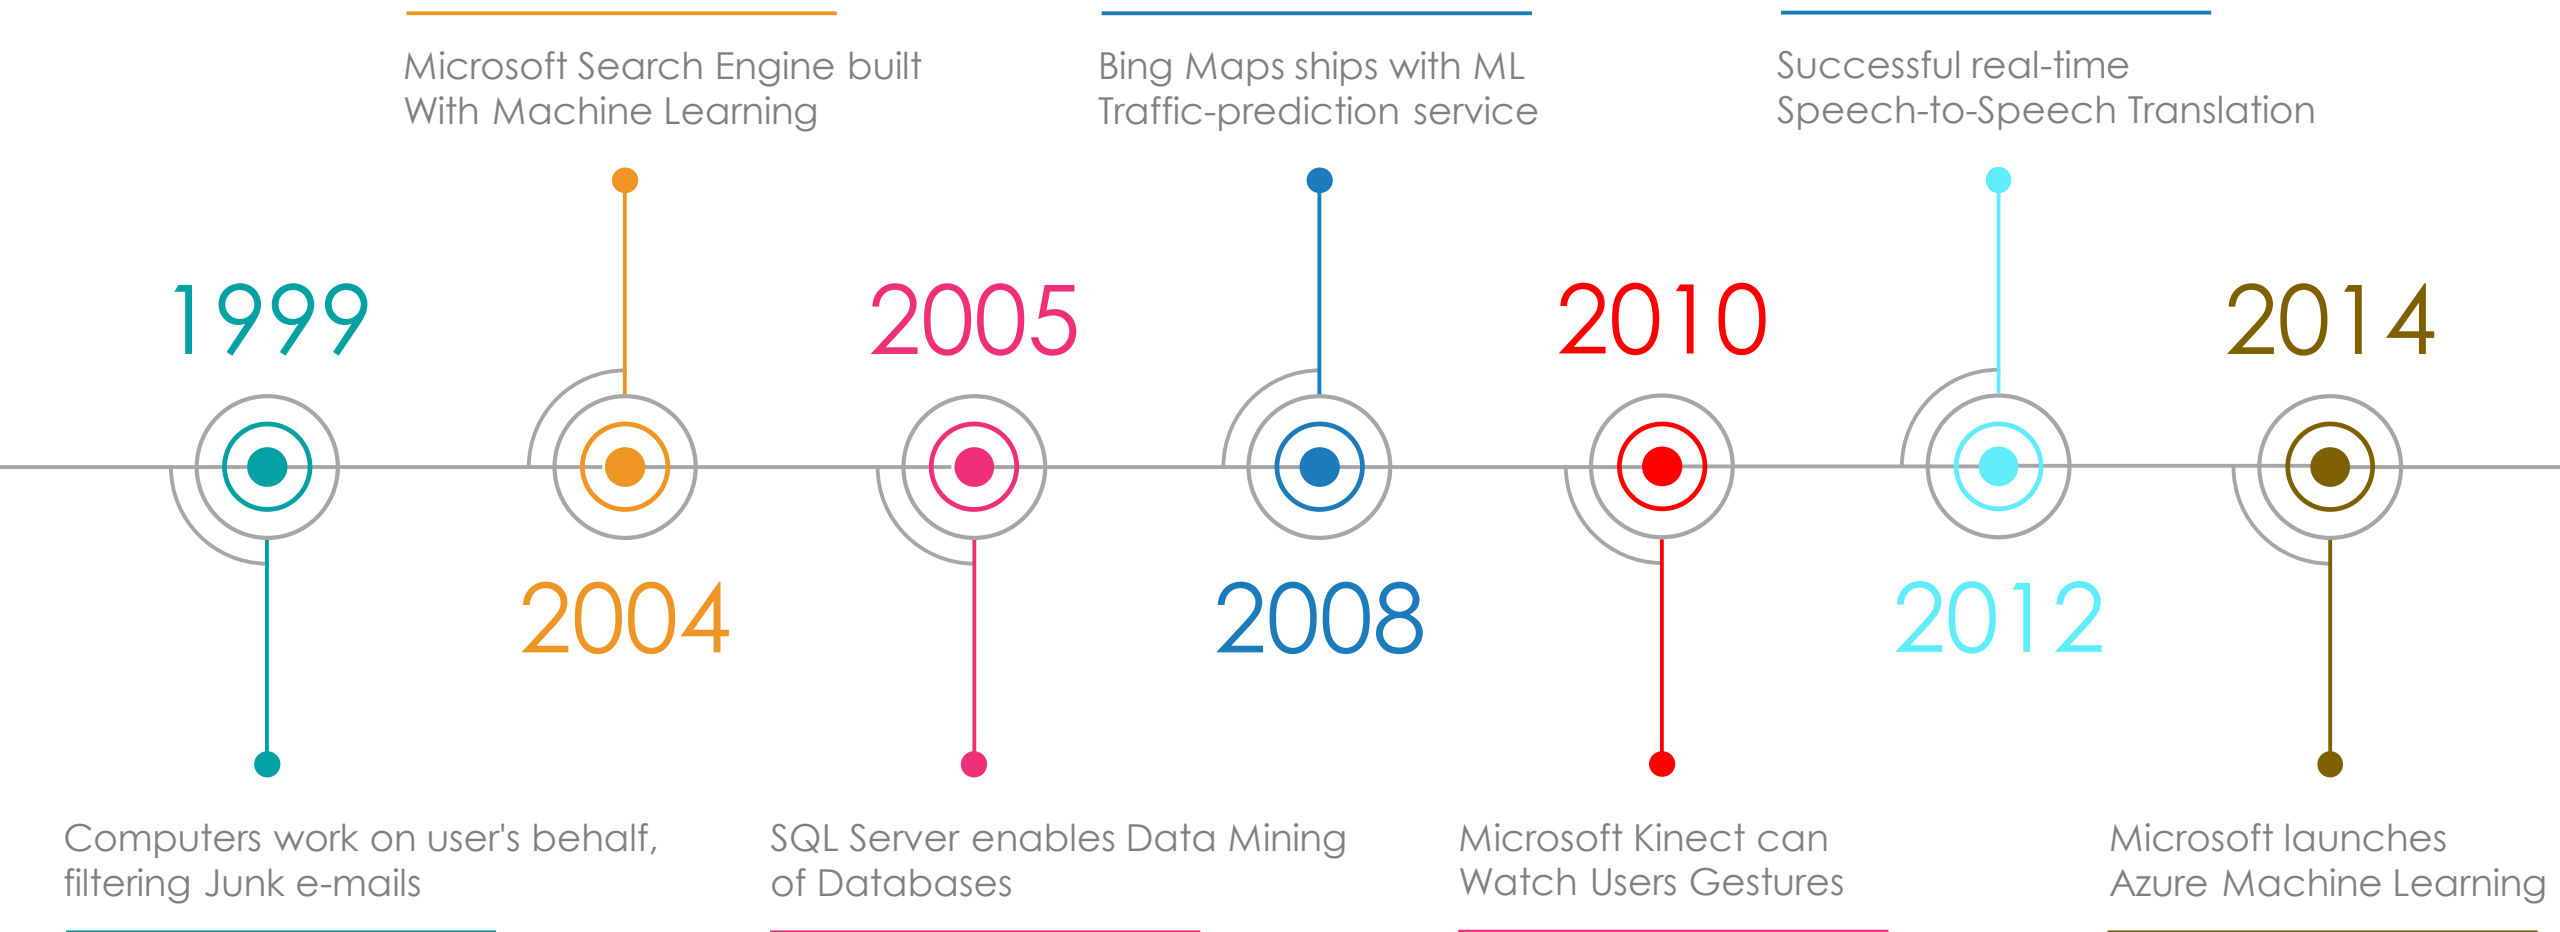 Microsoft Search Engine built
With Machine Learning
Bing Maps ships with ML
Traffic-prediction service
Successful real-time
Speech-to-Speech Translation
1999
2005
2010
2014
2004
2008
2012
Computers work on user's behalf,
filtering Junk e-mails
SQL Server enables Data Mining
of Databases
Microsoft Kinect can
Watch Users Gestures
Microsoft launches
Azure Machine Learning